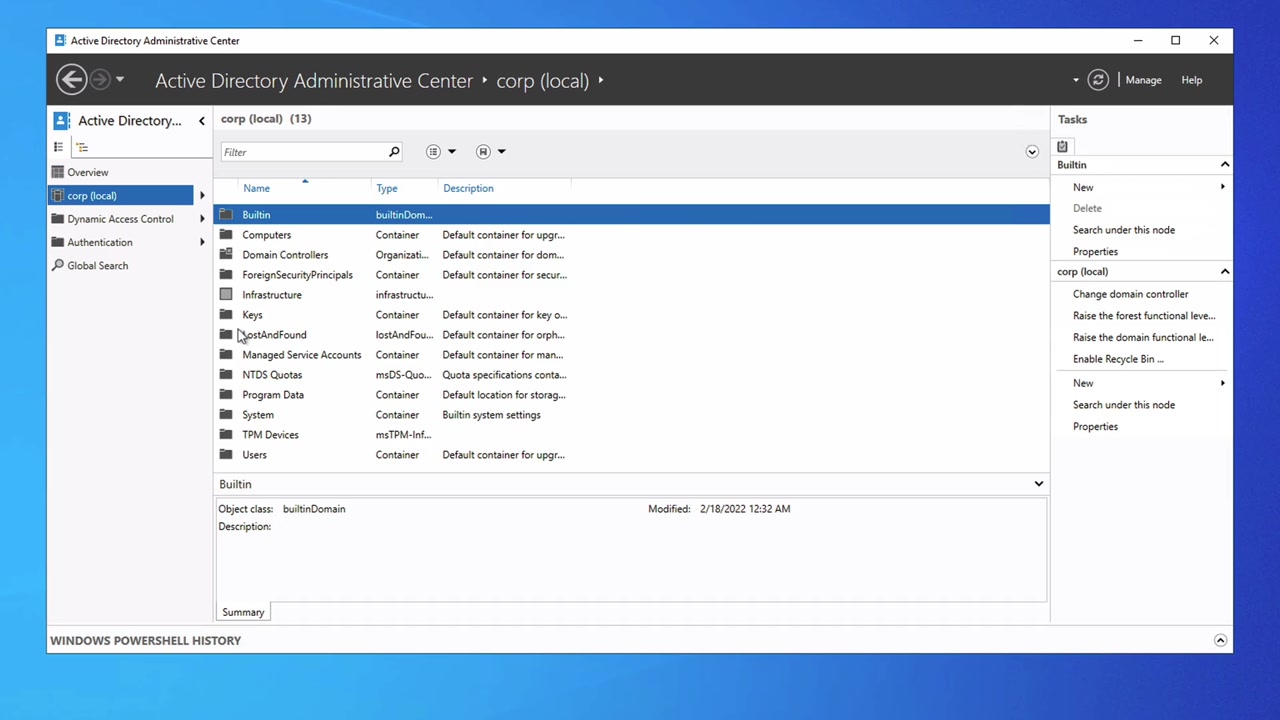 Active Directory Administrative Center
Active Directory Administrative Center
corp (local)
Manage
Help
Active Directory...
Overview
corp (local)
Dynamic Access Control
Authentication
Global Search
corp (local) (13)
Filter
Name Type Description
Builtin builtinDom...
Computers Container Default container for upgr...
Domain Controllers Organizati... Default container for dom...
ForeignSecurityPrincipals Container Default container for secur...
Infrastructure infrastructu...
Keys Container Default container for key o...
LostAndFound lostAndFou... Default container for orph...
Managed Service Accounts Container Default container for man...
NTDS Quotas msDS-Quo... Quota specifications conta...
Program Data Container Default location for storag...
System Container Builtin system settings
TPM Devices msTPM-Inf...
Users Container Default container for upgr...
Builtin
Object class: builtinDomain Modified: 2/18/2022 12:32 AM
Description:
Summary
Tasks
Builtin
New
Delete
Search under this node
Properties
corp (local)
Change domain controller
Raise the forest functional leve...
Raise the domain functional le...
Enable Recycle Bin ...
New
Search under this node
Properties
WINDOWS POWERSHELL HISTORY